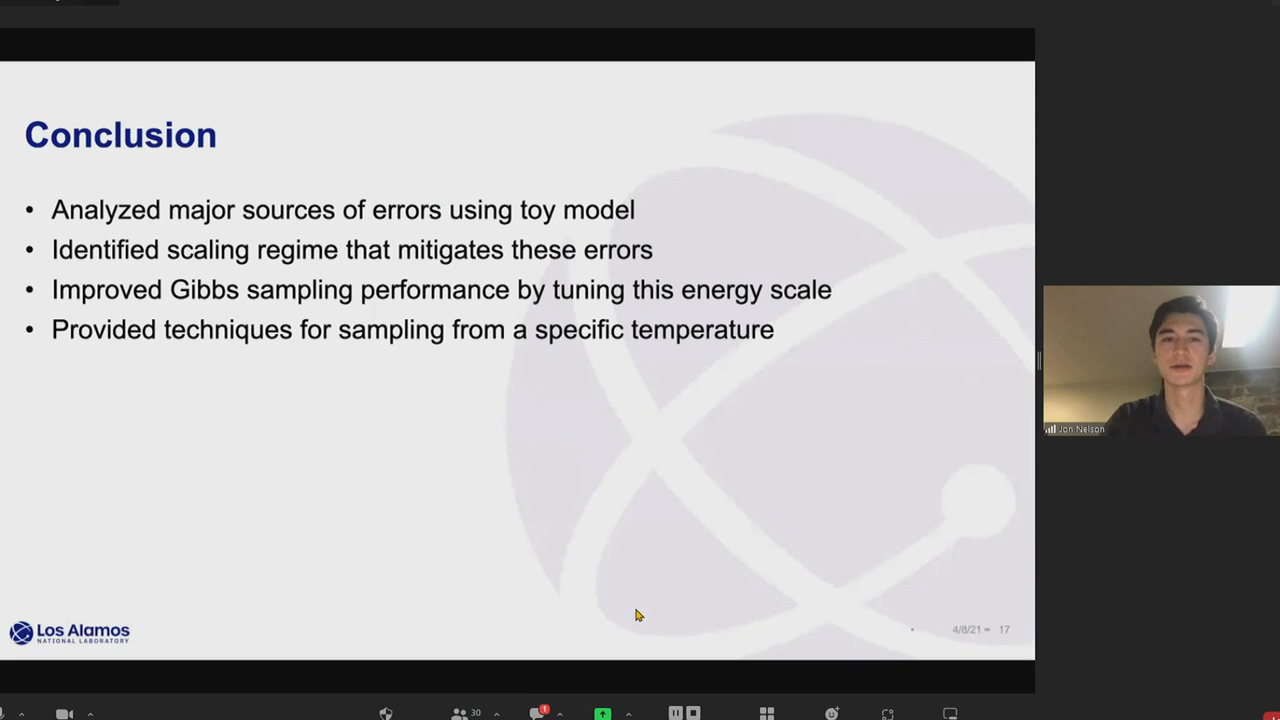 Conclusion
• Analyzed major sources of errors using toy model
• Identified scaling regime that mitigates these errors
• Improved Gibbs sampling performance by tuning this energy scale
• Provided techniques for sampling from a specific temperature
Jon Nelson
Los Alamos
NATIONAL LABORATORY
4/8/21
17
30
1